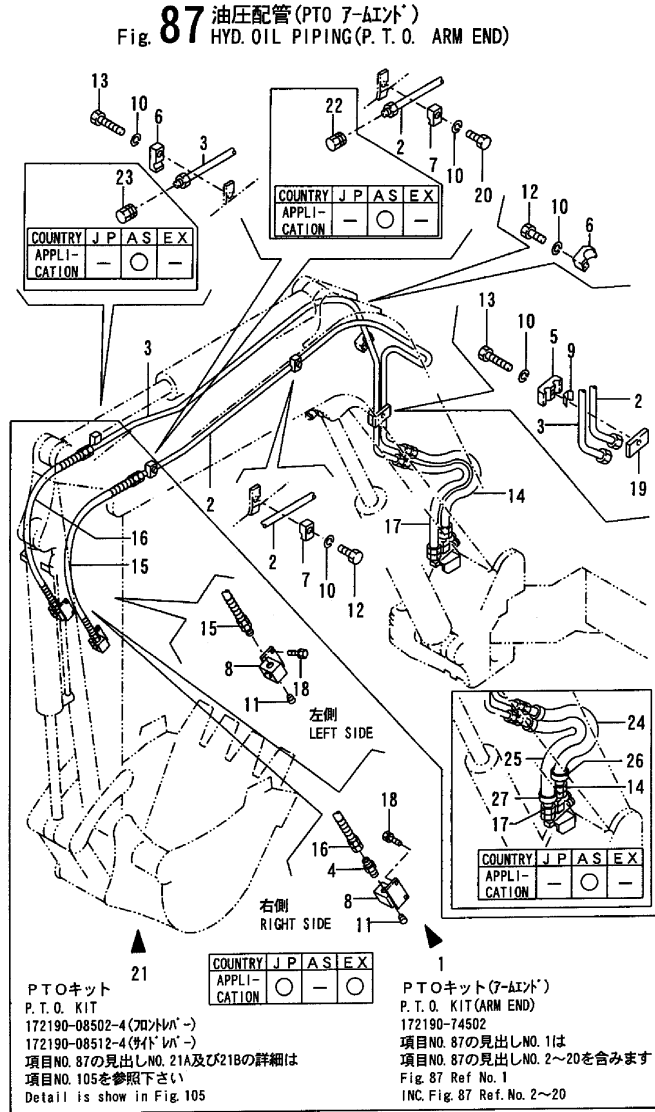 Fig. 87 油圧配管(PTO アームエンド)
HYD. OIL PIPING(P. T. O. ARM END)
13
10
6
3
23
COUNTRY J P A S E X
APPLI-CATION — ○ —
22
2
7
10
20
COUNTRY J P A S E X
APPLI-CATION — ○ —
12
10
6
13
10
5
9
2
3
19
3
2
16
15
14
17
2
7
10
12
15
8
18
11
左側
LEFT SIDE
24
25
26
27
14
17
COUNTRY J P A S E X
APPLI-CATION — ○ —
18
16
4
8
11
右側
RIGHT SIDE
21
1
COUNTRY J P A S E X
APPLI-CATION ○ — ○
PTOキット
P. T. O. KIT
172190-08502-4(フロントレバー)
172190-08512-4(サイドレバー)
項目NO. 87の見出しNO. 21A及び21Bの詳細は
項目NO. 105を参照下さい
Detail is show in Fig. 105
PTOキット(アームエンド)
P. T. O. KIT(ARM END)
172190-74502
項目NO. 87の見出しNO. 1は
項目NO. 87の見出しNO. 2〜20を含みます
Fig. 87 Ref No. 1
INC. Fig. 87 Ref. No. 2〜20